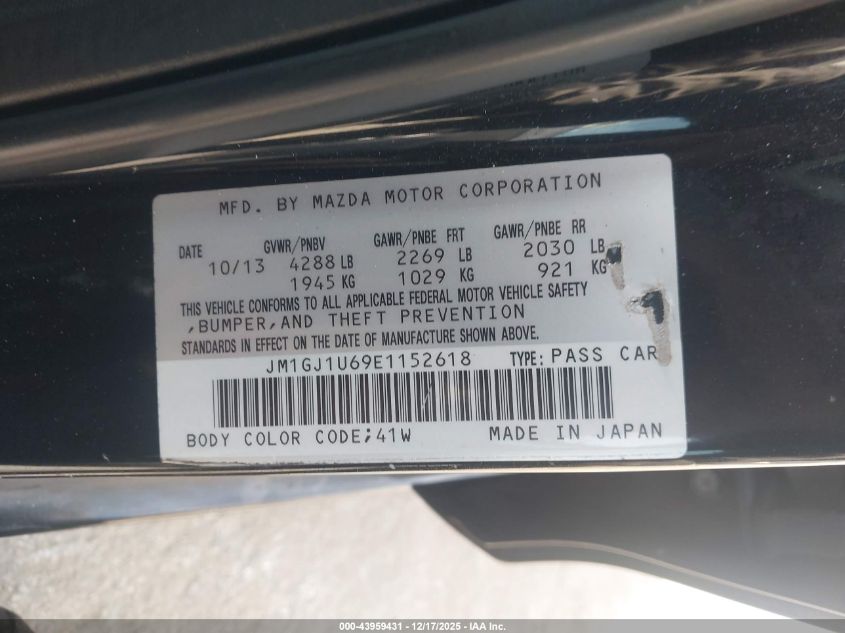 MFD. BY MAZDA MOTOR CORPORATION
DATE GVWR/PNBV GAWR/PNBE FRT GAWR/PNBE RR
10/13 4288 LB 2269 LB 2030 LB
1945 KG 1029 KG 921 KG
THIS VEHICLE CONFORMS TO ALL APPLICABLE FEDERAL MOTOR VEHICLE SAFETY
,BUMPER,AND THEFT PREVENTION
STANDARDS IN EFFECT ON THE DATE OF MANUFACTURE SHOWN ABOVE.
JM1GJ1U69E1152618 TYPE: PASS CAR
BODY COLOR CODE;41W MADE IN JAPAN
000-43959431 - 12/17/2025 - IAA Inc.